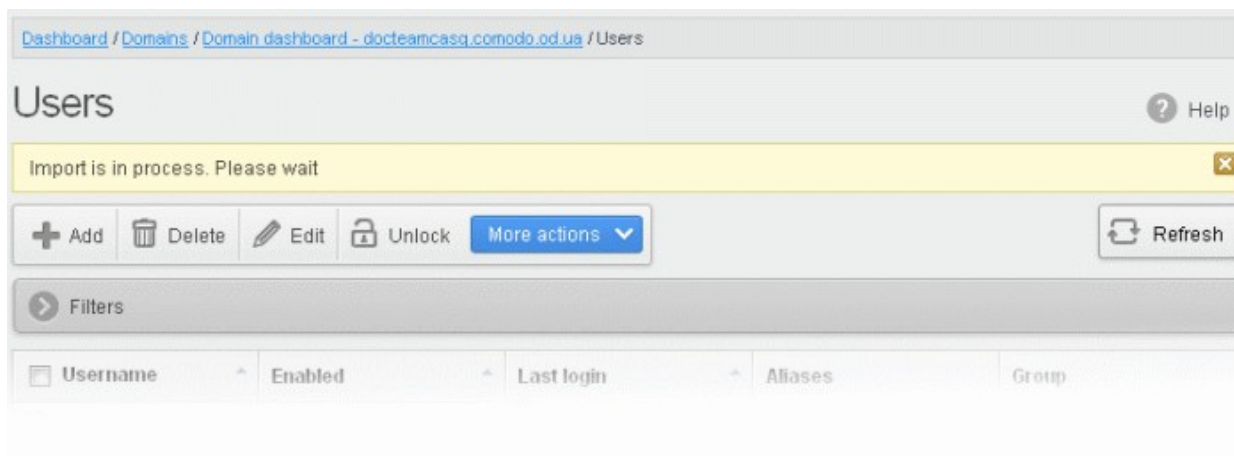 Dashboard / Domains / Domain dashboard - docteamcasq.comodo.od.ua / Users
Users
Help
Import is in process. Please wait
Add Delete Edit Unlock More actions
Refresh
Filters
Username Enabled Last login Aliases Group